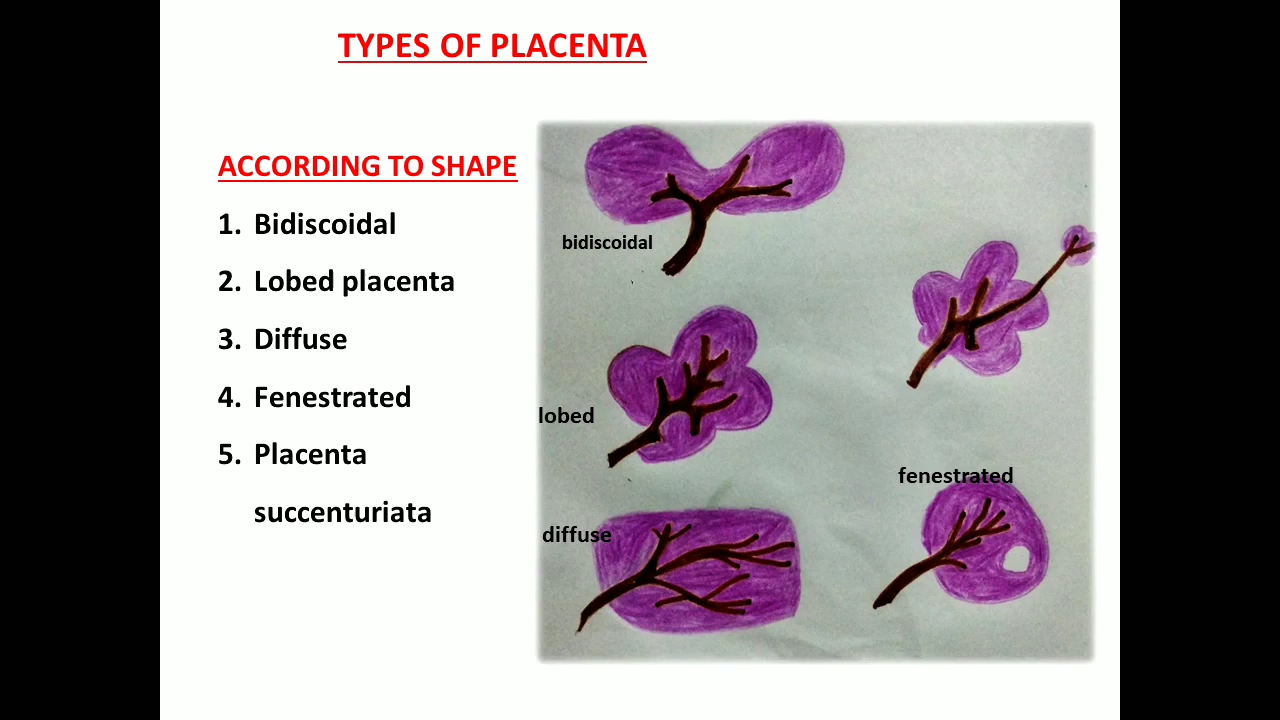 TYPES OF PLACENTA
ACCORDING TO SHAPE
1. Bidiscoidal
2. Lobed placenta
3. Diffuse
4. Fenestrated
5. Placenta
succenturiata
bidiscoidal
lobed
fenestrated
diffuse